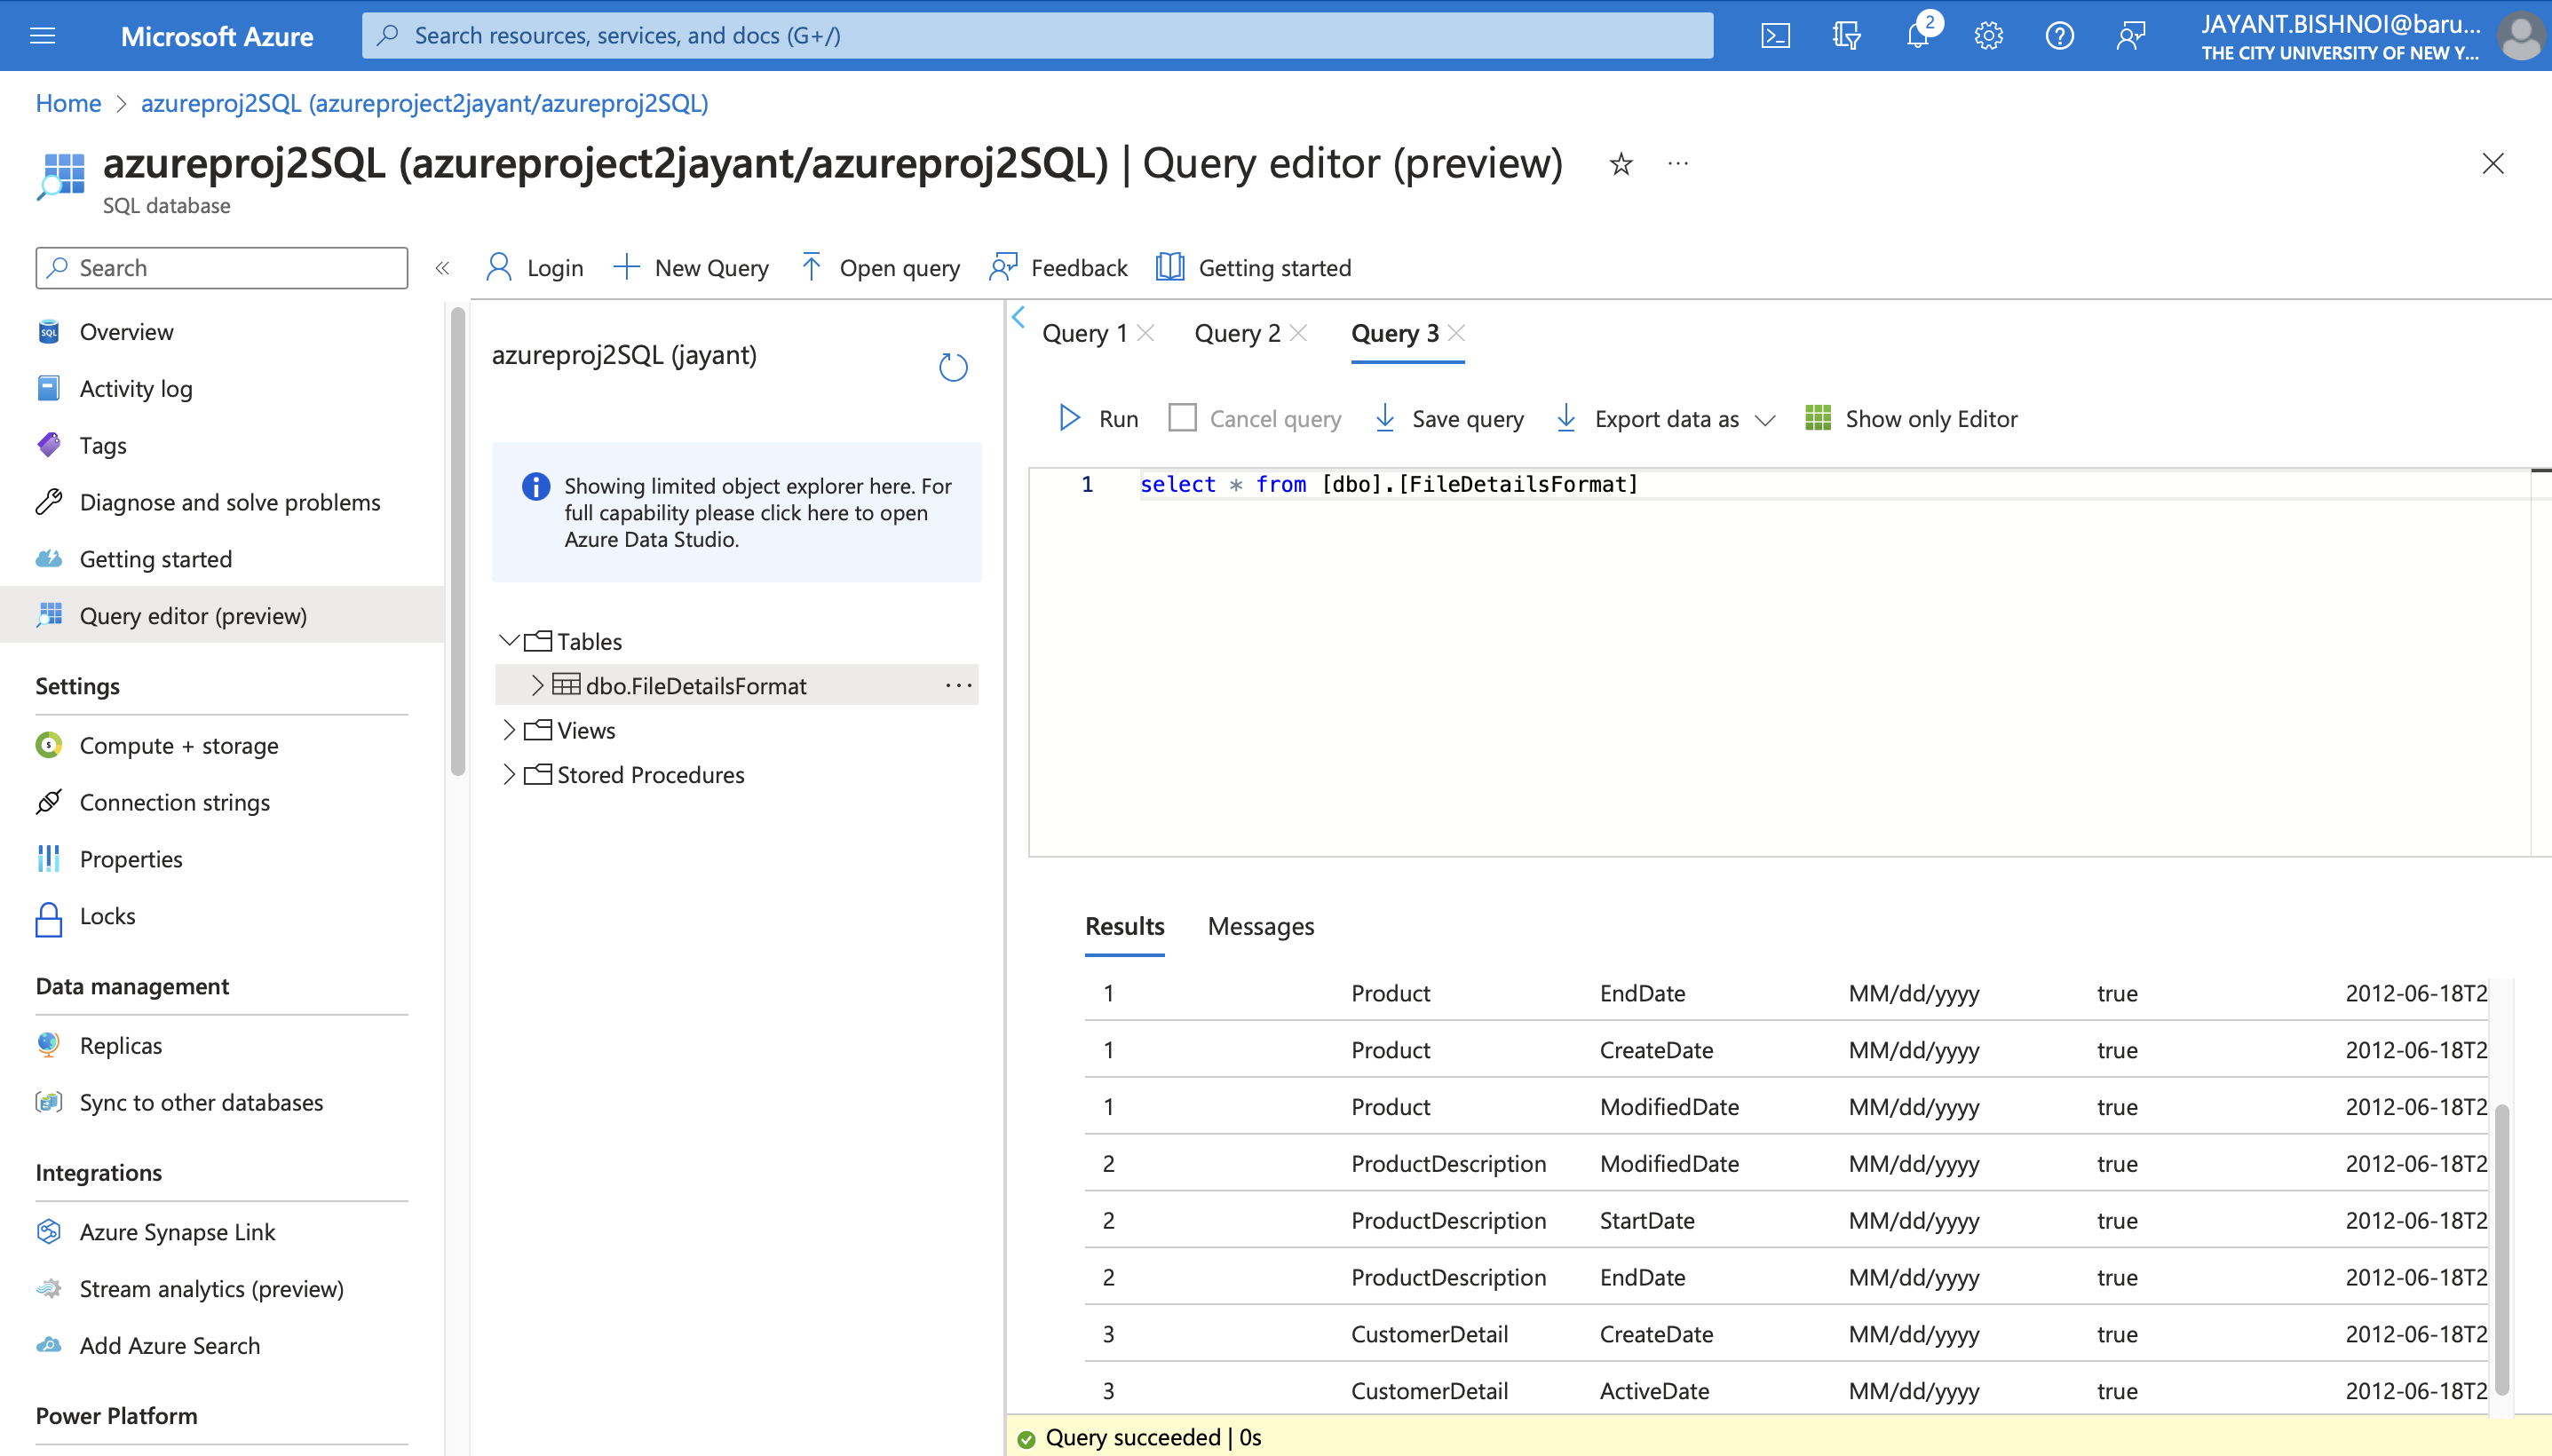 Microsoft Azure
Search resources, services, and docs (G+/)
2
JAYANT.BISHNOI@baru...
THE CITY UNIVERSITY OF NEW Y...
Home > azureproj2SQL (azureproject2jayant/azureproj2SQL)
azureproj2SQL (azureproject2jayant/azureproj2SQL) | Query editor (preview)
SQL database
Search
Login
New Query
Open query
Feedback
Getting started
Overview
Activity log
Tags
Diagnose and solve problems
Getting started
Query editor (preview)
Settings
Compute + storage
Connection strings
Properties
Locks
Data management
Replicas
Sync to other databases
Integrations
Azure Synapse Link
Stream analytics (preview)
Add Azure Search
Power Platform
azureproj2SQL (jayant)
Showing limited object explorer here. For
full capability please click here to open
Azure Data Studio.
Tables
dbo.FileDetailsFormat
Views
Stored Procedures
Query 1
Query 2
Query 3
Run
Cancel query
Save query
Export data as
Show only Editor
1 select * from [dbo].[FileDetailsFormat]
Results
Messages
1 Product EndDate MM/dd/yyyy true 2012-06-18T2
1 Product CreateDate MM/dd/yyyy true 2012-06-18T2
1 Product ModifiedDate MM/dd/yyyy true 2012-06-18T2
2 ProductDescription ModifiedDate MM/dd/yyyy true 2012-06-18T2
2 ProductDescription StartDate MM/dd/yyyy true 2012-06-18T2
2 ProductDescription EndDate MM/dd/yyyy true 2012-06-18T2
3 CustomerDetail CreateDate MM/dd/yyyy true 2012-06-18T2
3 CustomerDetail ActiveDate MM/dd/yyyy true 2012-06-18T2
Query succeeded | 0s